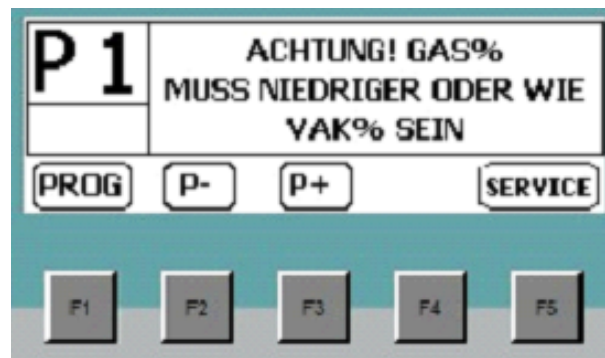 P 1
ACHTUNG! GAS%
MUSS NIEDRIGER ODER WIE
VAK% SEIN
PROG P- P+ SERVICE
F1 F2 F3 F4 F5